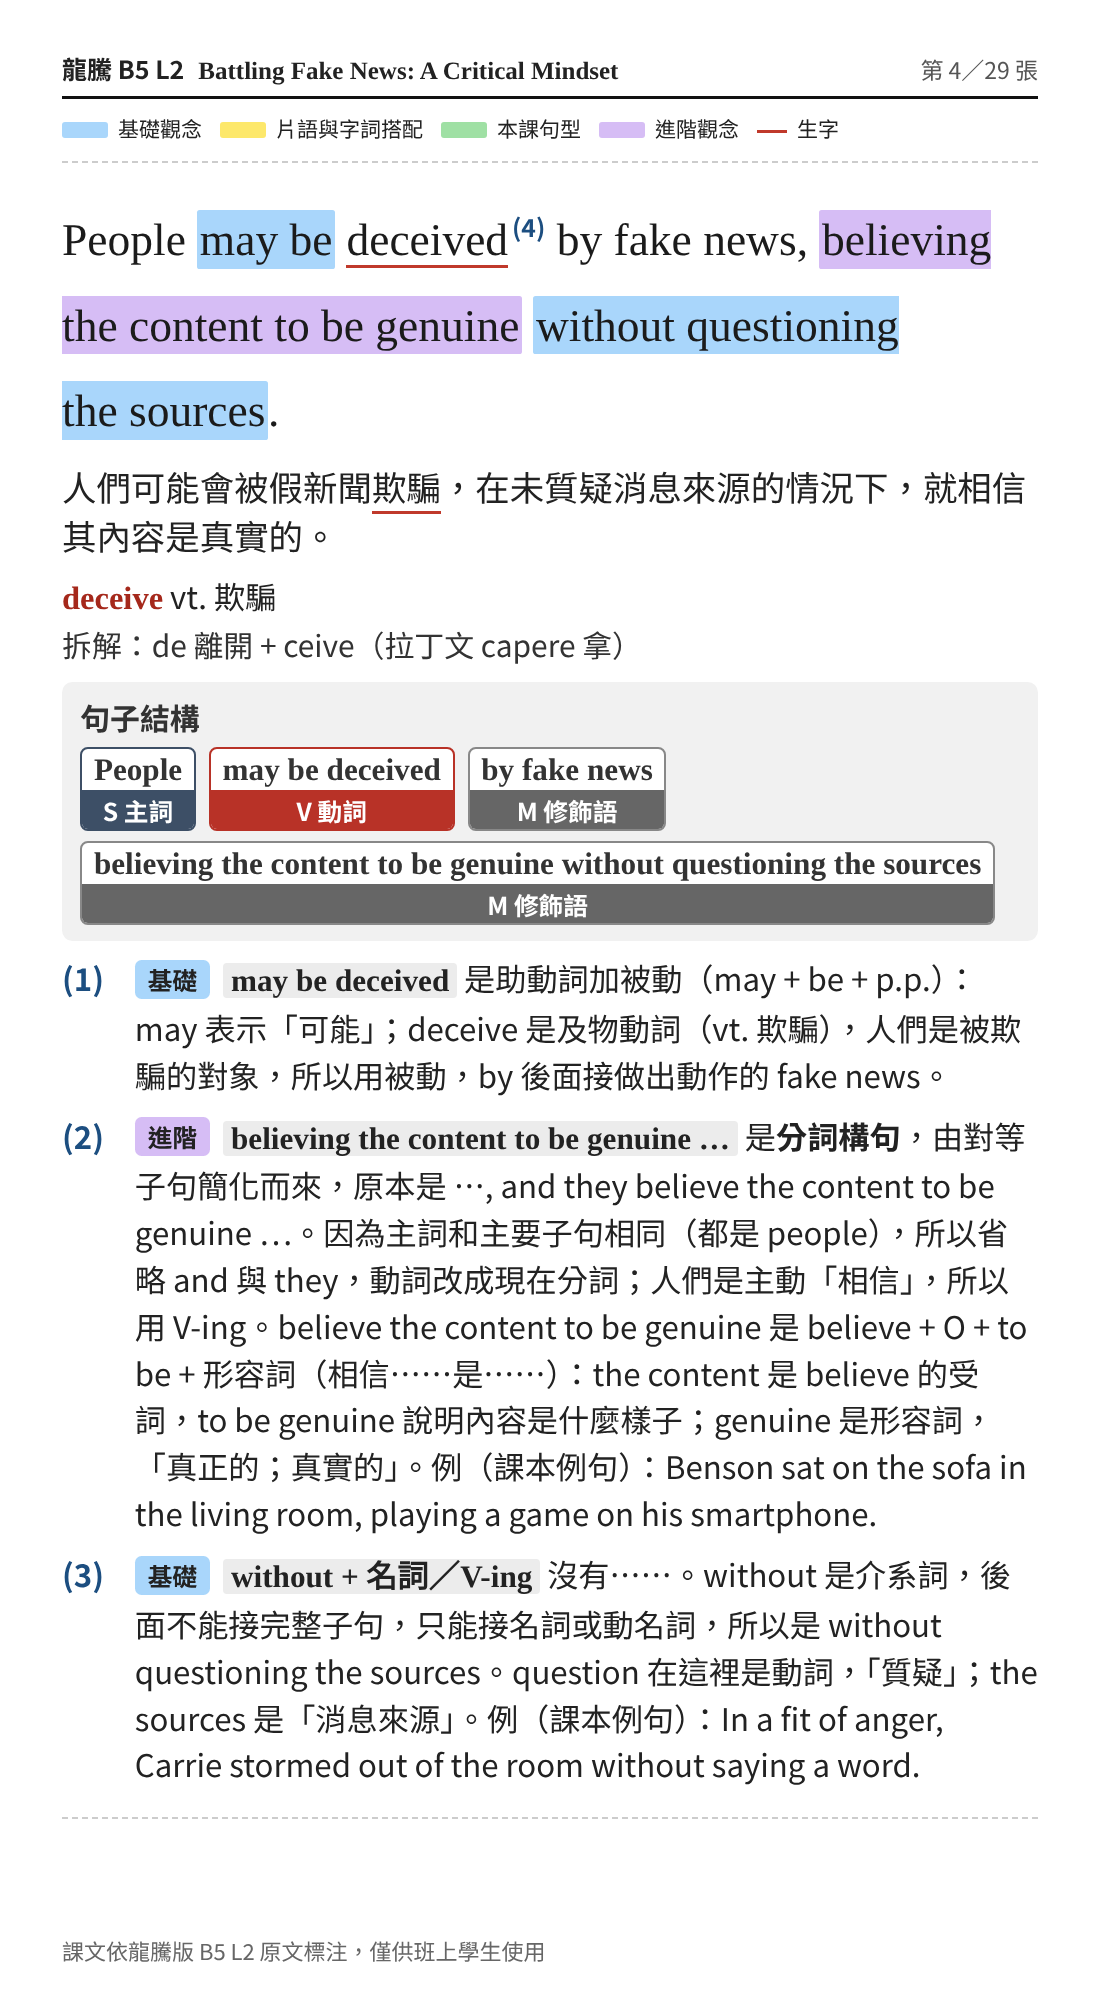 龍騰 B5 L2 Battling Fake News: A Critical Mindset 第 4／29 張
基礎觀念 片語與字詞搭配 本課句型 進階觀念 生字
People may be deceived(4) by fake news, believing
the content to be genuine without questioning
the sources.
人們可能會被假新聞欺騙，在未質疑消息來源的情況下，就相信
其內容是真實的。
deceive vt. 欺騙
拆解：de 離開 + ceive（拉丁文 capere 拿）
句子結構
People may be deceived by fake news
S 主詞 V 動詞 M 修飾語
believing the content to be genuine without questioning the sources
M 修飾語
(1) 基礎 may be deceived 是助動詞加被動（may + be + p.p.）：
may 表示「可能」；deceive 是及物動詞（vt. 欺騙），人們是被欺
騙的對象，所以用被動，by 後面接做出動作的 fake news。
(2) 進階 believing the content to be genuine … 是分詞構句，由對等
子句簡化而來，原本是 …, and they believe the content to be
genuine …。因為主詞和主要子句相同（都是 people），所以省
略 and 與 they，動詞改成現在分詞；人們是主動「相信」，所以
用 V-ing。believe the content to be genuine 是 believe + O + to
be + 形容詞（相信……是……）：the content 是 believe 的受
詞，to be genuine 說明內容是什麼樣子；genuine 是形容詞，
「真正的；真實的」。例（課本例句）：Benson sat on the sofa in
the living room, playing a game on his smartphone.
(3) 基礎 without + 名詞／V-ing 沒有……。without 是介系詞，後
面不能接完整子句，只能接名詞或動名詞，所以是 without
questioning the sources。question 在這裡是動詞，「質疑」；the
sources 是「消息來源」。例（課本例句）：In a fit of anger,
Carrie stormed out of the room without saying a word.
課文依龍騰版 B5 L2 原文標注，僅供班上學生使用